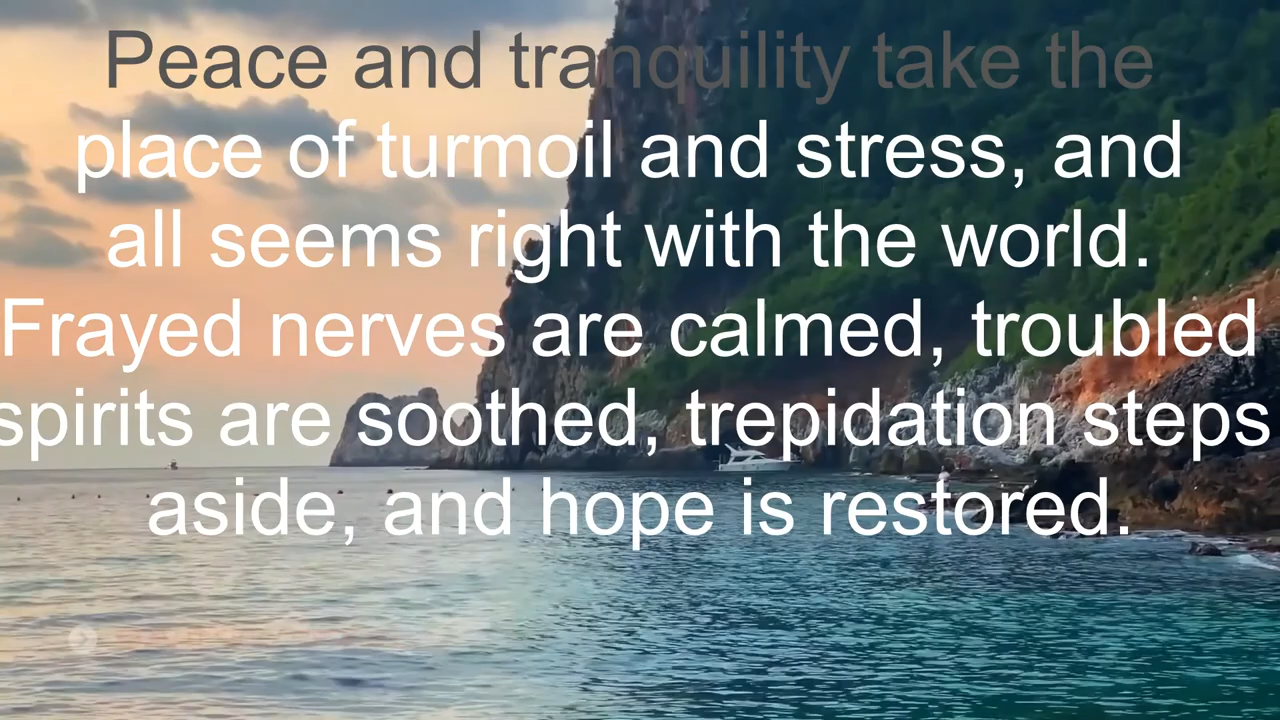 Peace and tranquility take the
place of turmoil and stress, and
all seems right with the world.
Frayed nerves are calmed, troubled
spirits are soothed, trepidation steps
aside, and hope is restored.